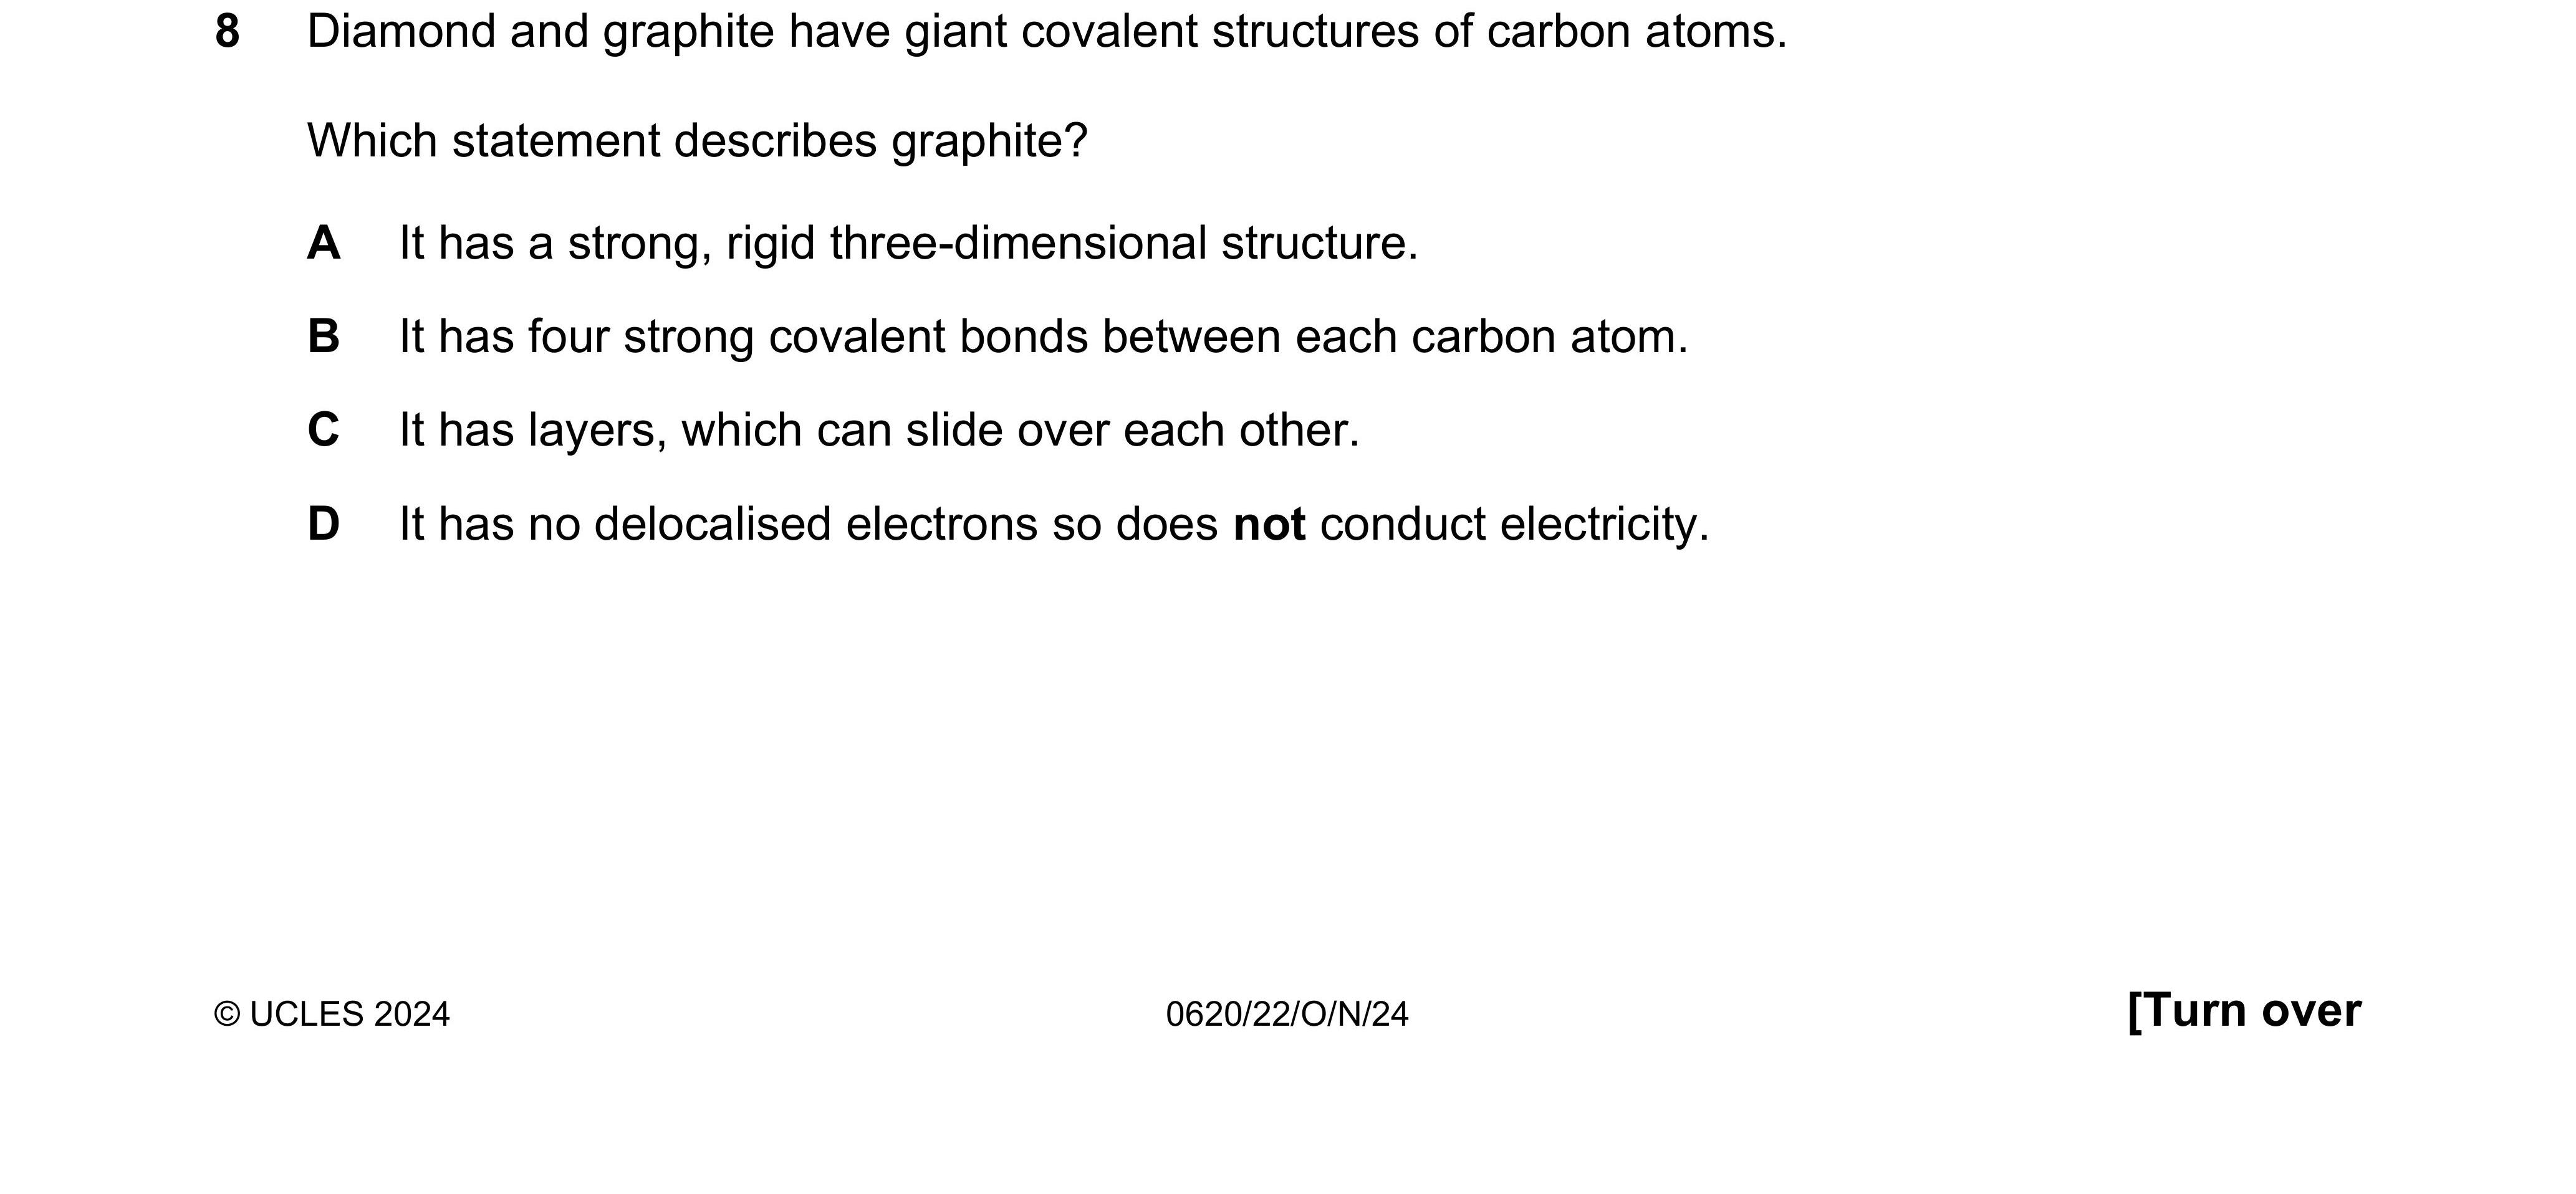 8 Diamond and graphite have giant covalent structures of carbon atoms.
Which statement describes graphite?
A It has a strong, rigid three-dimensional structure.
B It has four strong covalent bonds between each carbon atom.
C It has layers, which can slide over each other.
D It has no delocalised electrons so does not conduct electricity.
© UCLES 2024 0620/22/O/N/24 [Turn over